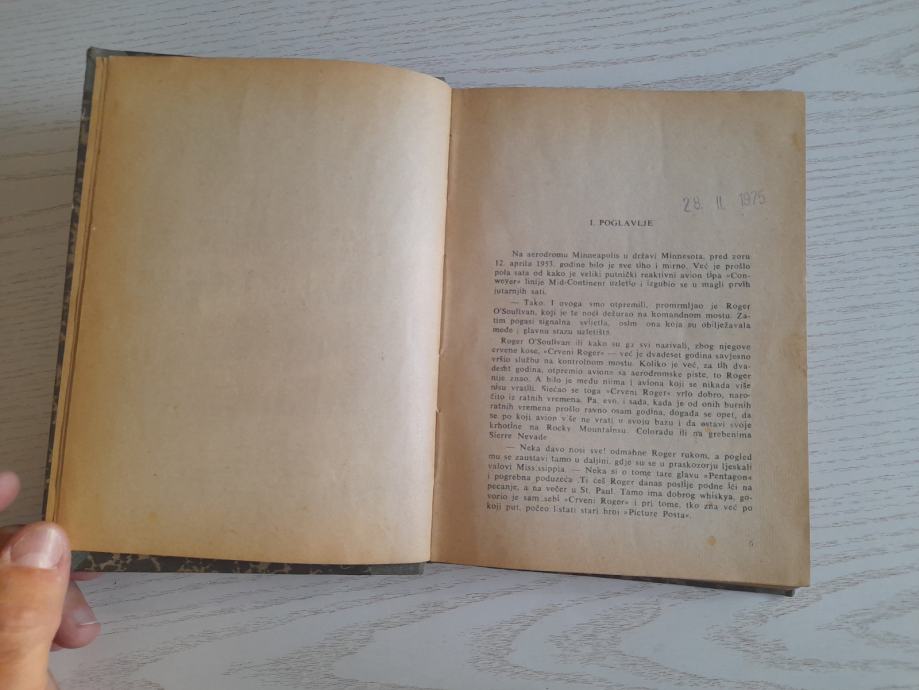 28. II. 1975
I. POGLAVLJE
Na aerodromu Minneapolis u državi Minnesota, pred zoru
12. aprila 1953. godine bilo je sve tiho i mirno. Već je prošlo
pola sata od kako je veliki putnički reaktivni avion tipa »Con-
weyer« linije Mid-Continent uzletio i izgubio se u magli prvih
jutarnjih sati.
— Tako. I ovoga smo otpremili, promrmljao je Roger
O'Soulivan, koji je te noći dežurao na komandnom mostu. Za-
tim pogasi signalna svijetla, osim ona koja su obilježavala
međe i glavnu stazu uzletišta.
Roger O'Soulivan ili kako su ga svi nazivali, zbog njegove
crvene kose, »Crveni Roger« — već je dvadeset godina savjesno
vršio službu na kontrolnom mostu. Koliko je već, za tih dva-
deset godina, otpremio aviona sa aerodromske piste, to Roger
nije znao. A bilo je među njima i aviona koji se nikada više
nisu vratili. Sjećao se toga »Crveni Roger« vrlo dobro, naro-
čito iz ratnih vremena. Pa, evn, i sada, kada je od onih burnih
ratnih vremena prošlo ravno osam godina, događa se opet, da
se po koji avion više ne vrati u svoju bazu i da ostavi svoje
krhotine na Rocky Mountainsu, Coloradu ili na grebenima
Sierre Nevade
— Neka đavo nosi sve! odmahne Roger rukom, a pogled
mu se zaustavi tamo u daljini, gdje su se u praskozorju ljeskali
valovi Mississippia. — Neka si o tome tare glavu »Pentagon«
i pogrebna poduzeća. Ti ćeš Roger danas poslije podne ići na
pecanje, a na večer u St. Paul. Tamo ima dobrog whiskya, go-
vorio je sam sebi »Crveni Roger« i pri tome, tko zna već po
koji put, počeo listati stari broj »Picture Posta«.